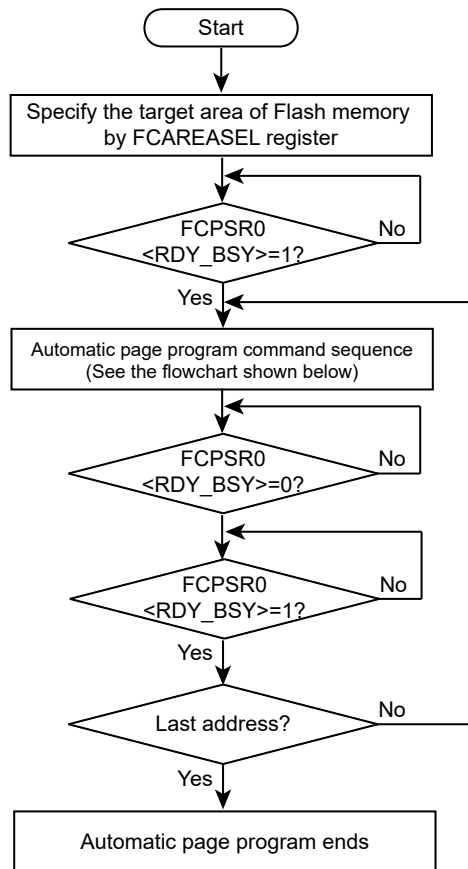 Start
Specify the target area of Flash memory
by FCAREASEL register
FCPSR0
<RDY_BSY>=1?
No
Yes
Automatic page program command sequence
(See the flowchart shown below)
FCPSR0
<RDY_BSY>=0?
No
FCPSR0
<RDY_BSY>=1?
No
Yes
Last address?
No
Yes
Automatic page program ends